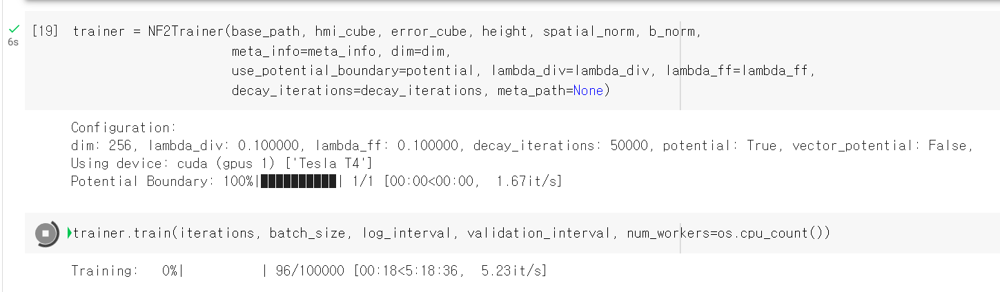 [19] trainer = NF2Trainer(base_path, hmi_cube, error_cube, height, spatial_norm, b_norm,
6s
meta_info=meta_info, dim=dim,
use_potential_boundary=potential, lambda_div=lambda_div, lambda_ff=lambda_ff,
decay_iterations=decay_iterations, meta_path=None)
Configuration:
dim: 256, lambda_div: 0.100000, lambda_ff: 0.100000, decay_iterations: 50000, potential: True, vector_potential: False,
Using device: cuda (gpus 1) ['Tesla T4']
Potential Boundary: 100%|██████████| 1/1 [00:00<00:00, 1.67it/s]
trainer.train(iterations, batch_size, log_interval, validation_interval, num_workers=os.cpu_count())
Training: 0%| | 96/100000 [00:18<5:18:36, 5.23it/s]